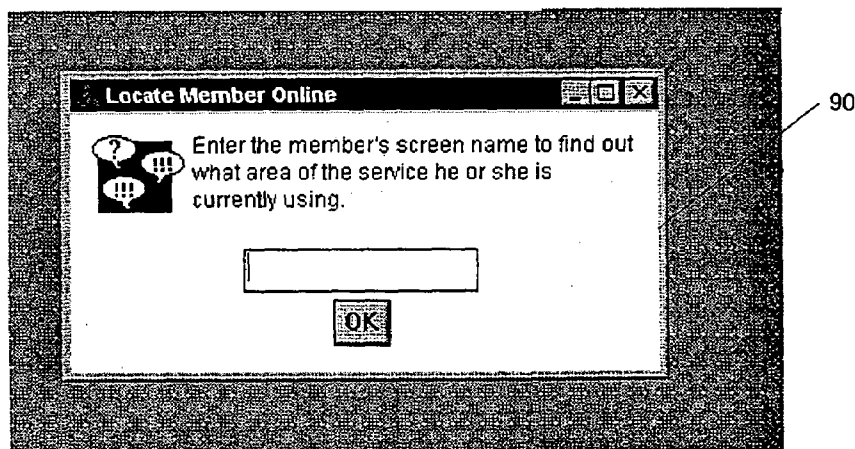 Locate Member Online
90
?
!!!
!!!
Enter the member's screen name to find out
what area of the service he or she is
currently using.
OK